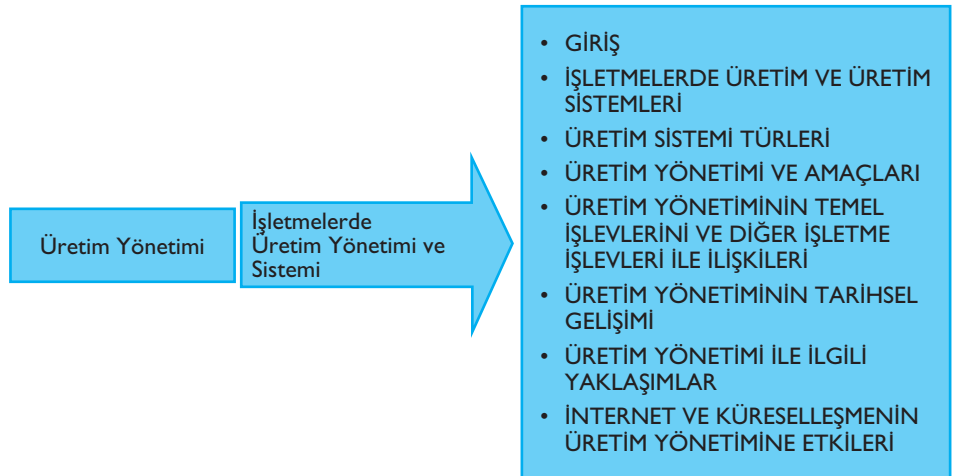 Üretim Yönetimi
İşletmelerde
Üretim Yönetimi ve
Sistemi
• GİRİŞ
• İŞLETMELERDE ÜRETİM VE ÜRETİM
SİSTEMLERİ
• ÜRETİM SİSTEMİ TÜRLERİ
• ÜRETİM YÖNETİMİ VE AMAÇLARI
• ÜRETİM YÖNETİMİNİN TEMEL
İŞLEVLERİNİ VE DİĞER İŞLETME
İŞLEVLERİ İLE İLİŞKİLERİ
• ÜRETİM YÖNETİMİNİN TARİHSEL
GELİŞİMİ
• ÜRETİM YÖNETİMİ İLE İLGİLİ
YAKLAŞIMLAR
• İNTERNET VE KÜRESELLEŞMENİN
ÜRETİM YÖNETİMİNE ETKİLERİ